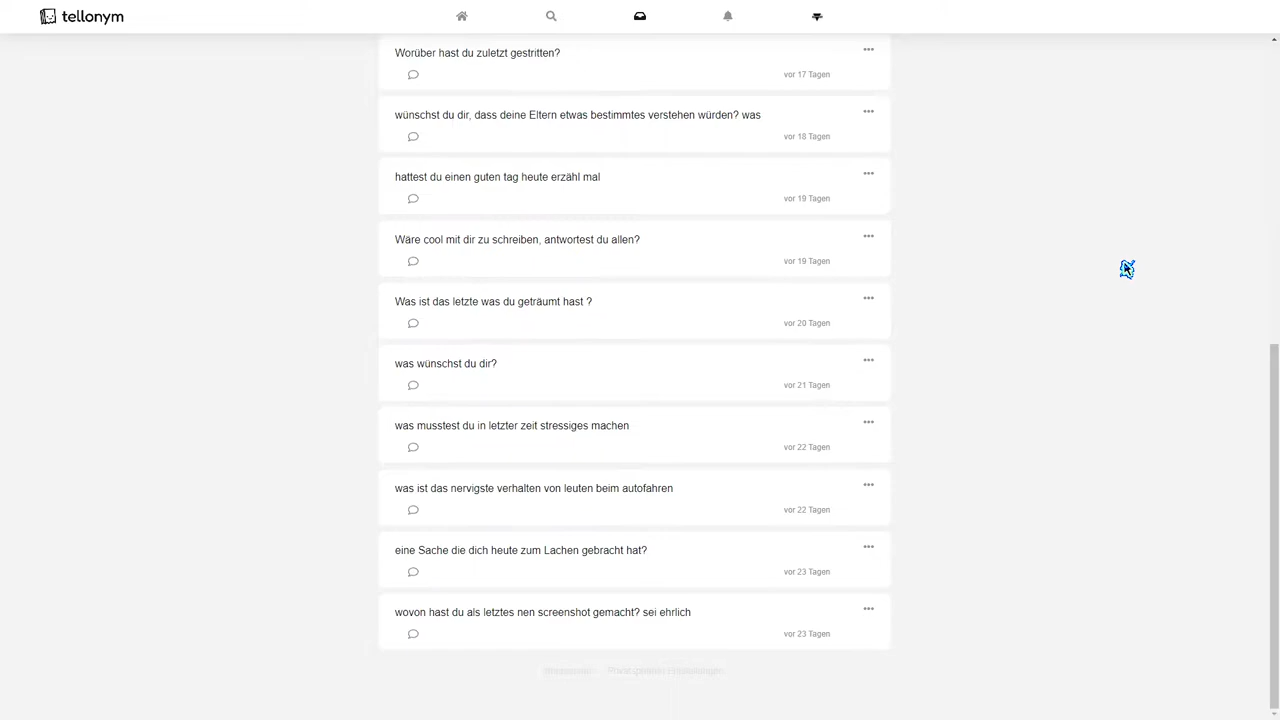 tellonym
Worüber hast du zuletzt gestritten?
vor 17 Tagen
wünschst du dir, dass deine Eltern etwas bestimmtes verstehen würden? was
vor 18 Tagen
hattest du einen guten tag heute erzähl mal
vor 19 Tagen
Wäre cool mit dir zu schreiben, antwortest du allen?
vor 19 Tagen
Was ist das letzte was du geträumt hast ?
vor 20 Tagen
was wünschst du dir?
vor 21 Tagen
was musstest du in letzter zeit stressiges machen
vor 22 Tagen
was ist das nervigste verhalten von leuten beim autofahren
vor 22 Tagen
eine Sache die dich heute zum Lachen gebracht hat?
vor 23 Tagen
wovon hast du als letztes nen screenshot gemacht? sei ehrlich
vor 23 Tagen